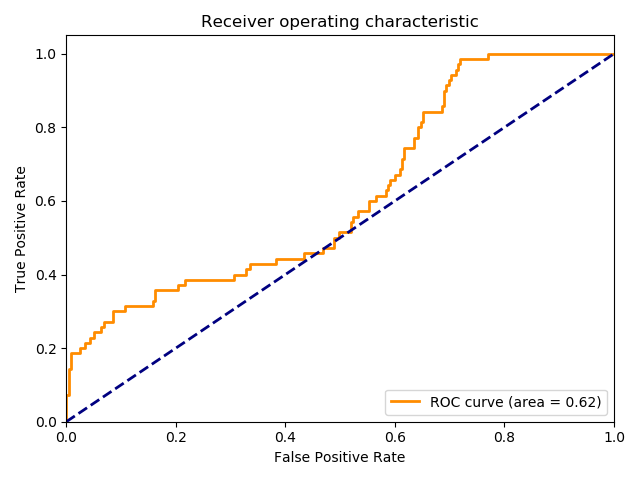 Receiver operating characteristic
True Positive Rate
1.0
0.8
0.6
0.4
0.2
0.0
ROC curve (area = 0.62)
0.0 0.2 0.4 0.6 0.8 1.0
False Positive Rate